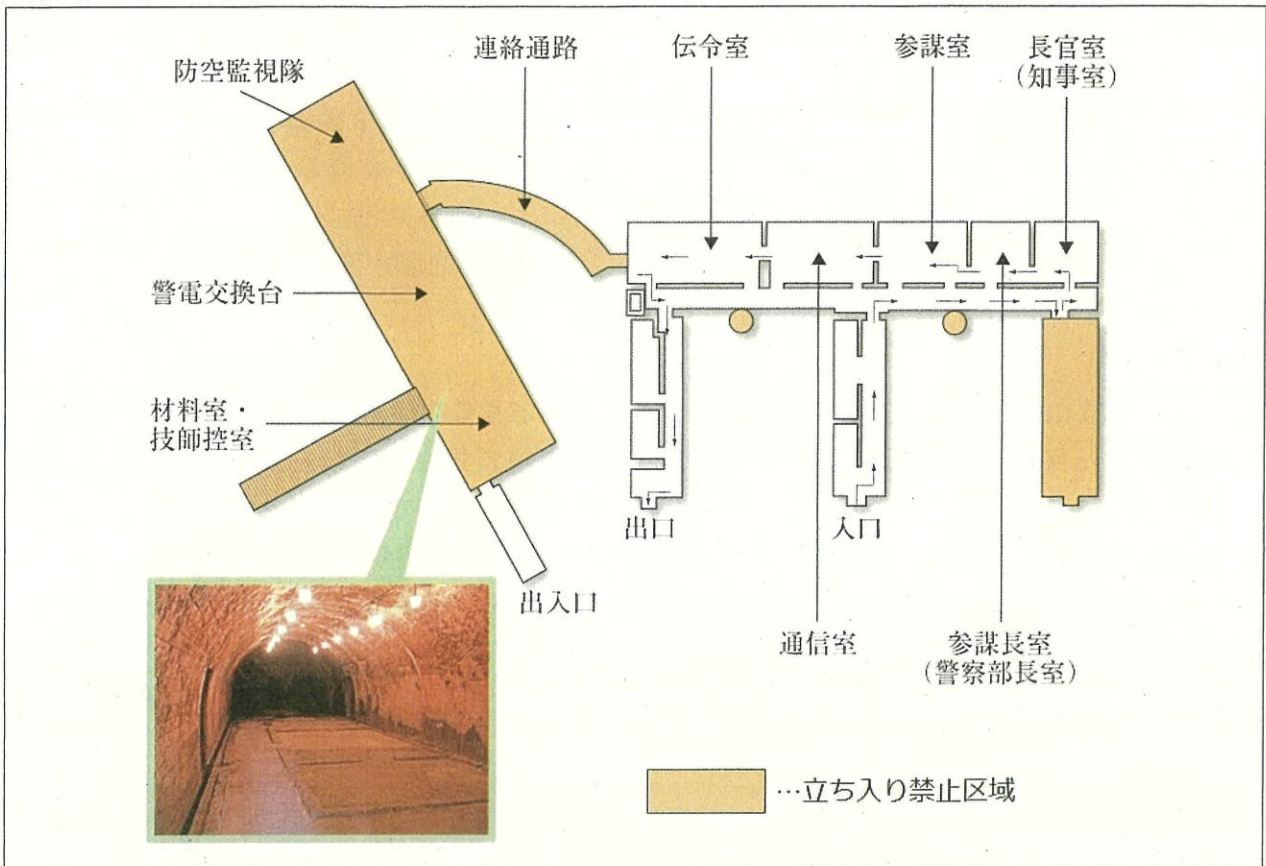 連絡通路
伝令室
参謀室
長官室
（知事室）
防空監視隊
警電交換台
材料室・
技師控室
出口
入口
出入口
通信室
参謀長室
（警察部長室）
…立ち入り禁止区域